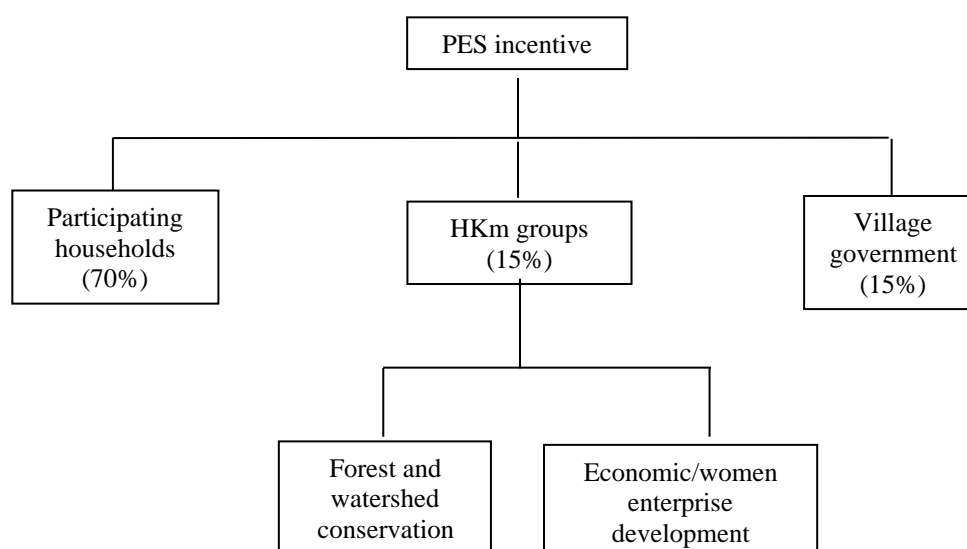 PES incentive
Participating
households
(70%)
HKm groups
(15%)
Village
government
(15%)
Forest and
watershed
conservation
Economic/women
enterprise
development